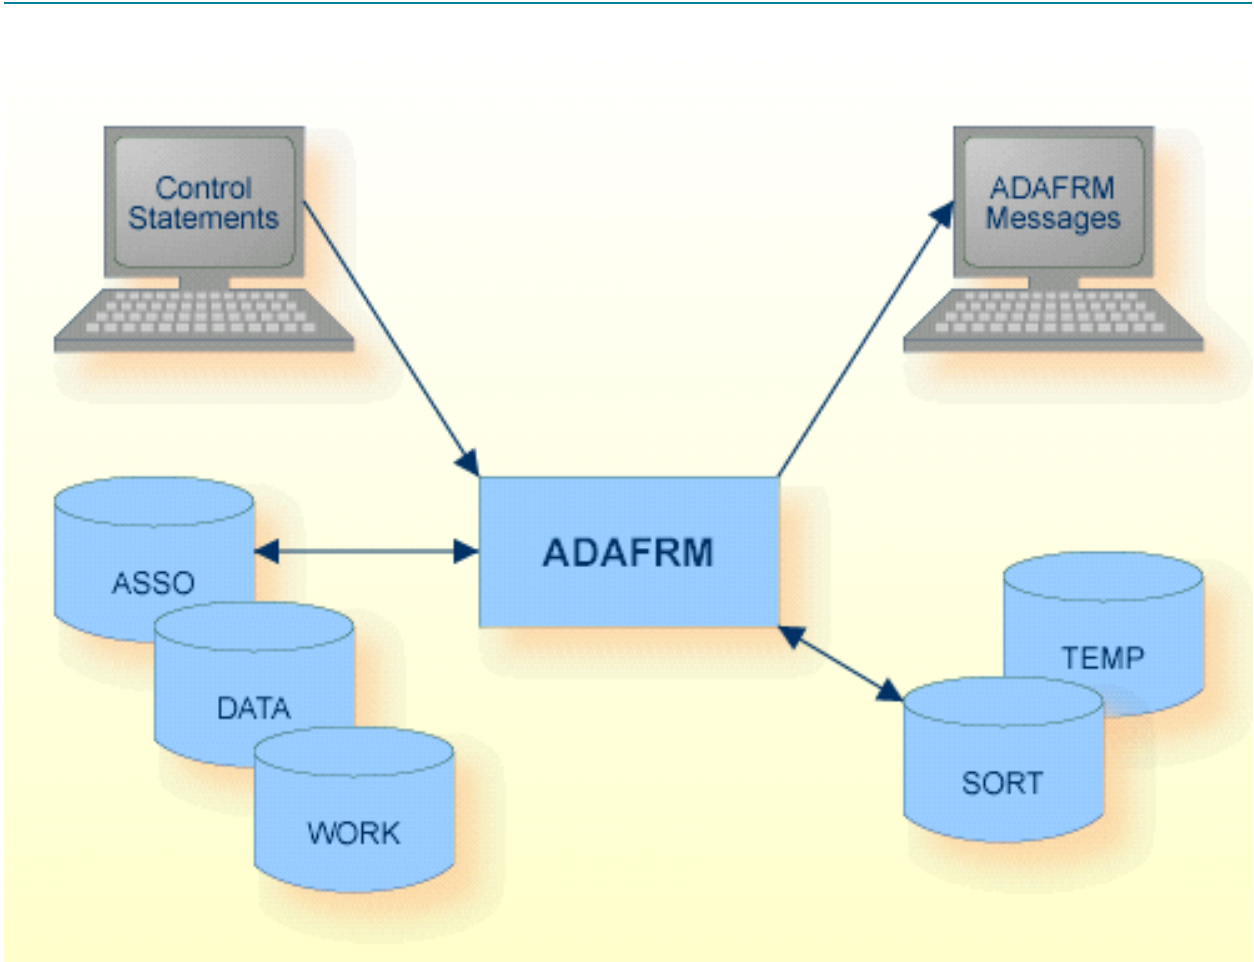 Control
Statements
ADAFRM
Messages
ADAFRM
ASSO
DATA
WORK
TEMP
SORT